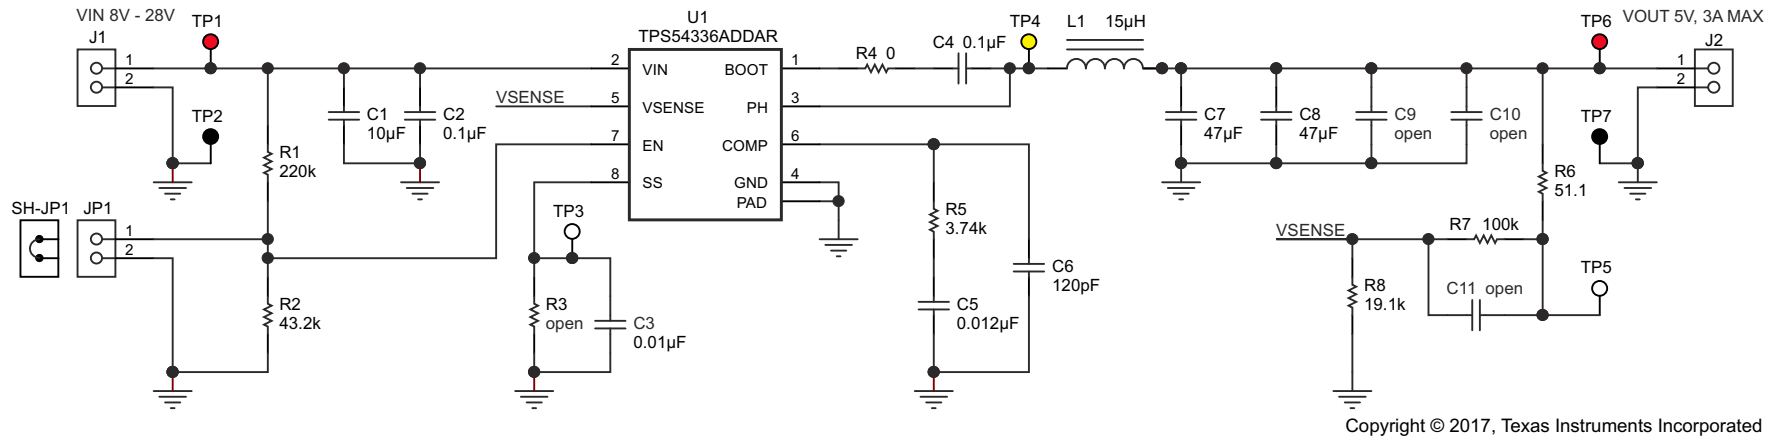 VIN 8V - 28V
TP1
J1
1
2
TP2
R1
220k
C1
10µF
C2
0.1µF
SH-JP1
JP1
1
2
R2
43.2k
U1
TPS54336ADDAR
2
VIN
VSENSE
5
VSENSE
7
EN
8
SS
BOOT
1
PH
3
COMP
6
GND
4
PAD
TP3
R3
open
C3
0.01µF
R4 0
C4 0.1µF
TP4
L1 15µH
R5
3.74k
C5
0.012µF
C6
120pF
C7
47µF
C8
47µF
C9
open
C10
open
TP6
VOUT 5V, 3A MAX
J2
1
2
TP7
R6
51.1
VSENSE
R7 100k
R8
19.1k
C11 open
TP5
Copyright © 2017, Texas Instruments Incorporated